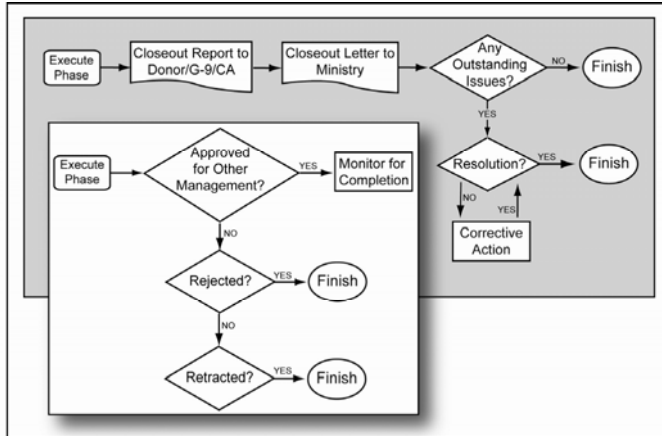 Execute
Phase
Closeout Report to
Donor/G-9/CA
Closeout Letter to
Ministry
Any
Outstanding
Issues?
NO
Finish
YES
Resolution?
YES
Finish
NO
YES
Corrective
Action
Execute
Phase
Approved
for Other
Management?
YES
Monitor for
Completion
NO
Rejected?
YES
Finish
NO
Retracted?
YES
Finish